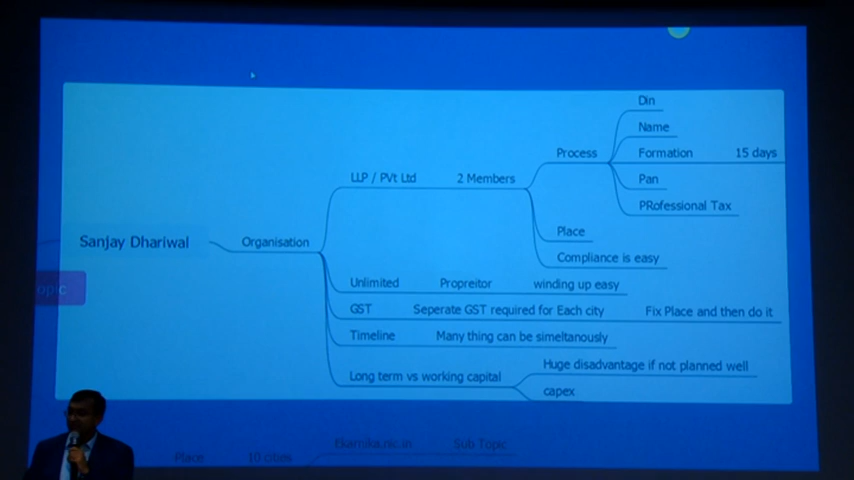 Din
Name
Process Formation 15 days
LLP / PVt Ltd 2 Members Pan
PRofessional Tax
Place
Sanjay Dhariwal Organisation
Compliance is easy
Unlimited Propreitor winding up easy
opic
GST Seperate GST required for Each city Fix Place and then do it
Timeline Many thing can be simeltanously
Huge disadvantage if not planned well
Long term vs working capital
capex
Sub Topic
Place 10 cities